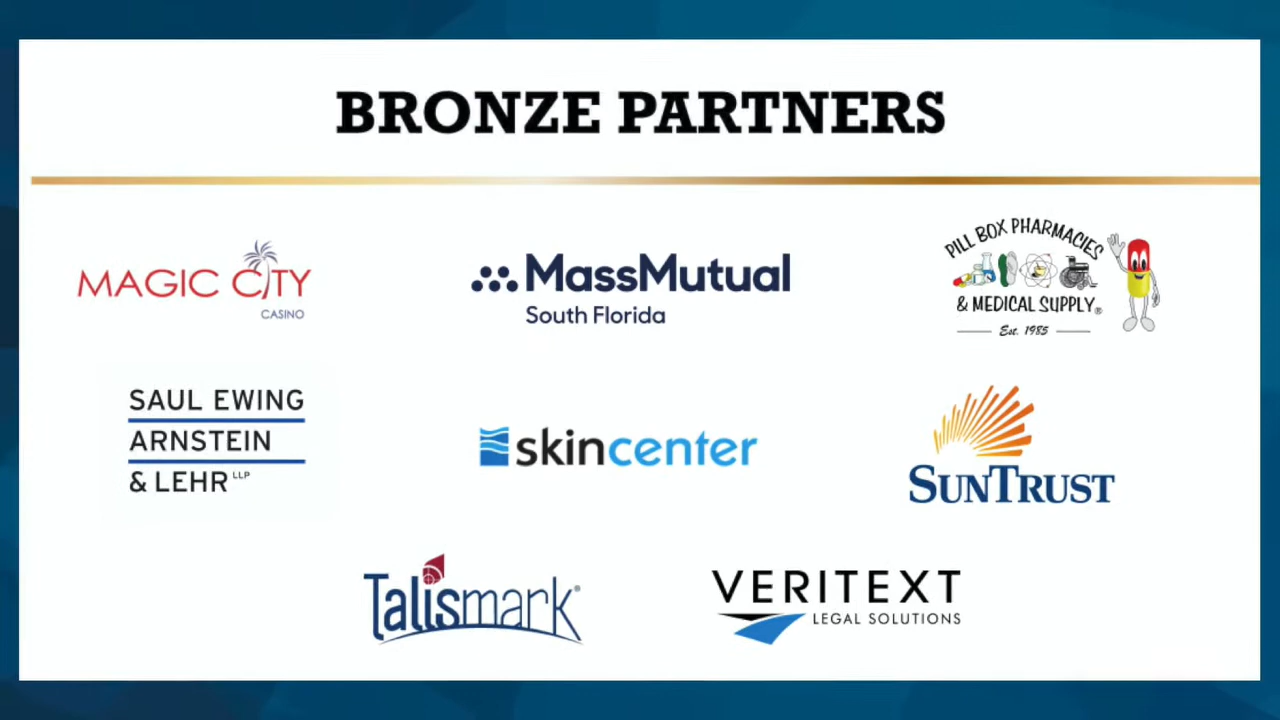 BRONZE PARTNERS
MAGIC CITY
CASINO
MassMutual
South Florida
PILL BOX PHARMACIES
& MEDICAL SUPPLY®
Est. 1985
SAUL EWING
ARNSTEIN
& LEHR LLP
skincenter
SUNTRUST
Talismark®
VERITEXT
LEGAL SOLUTIONS